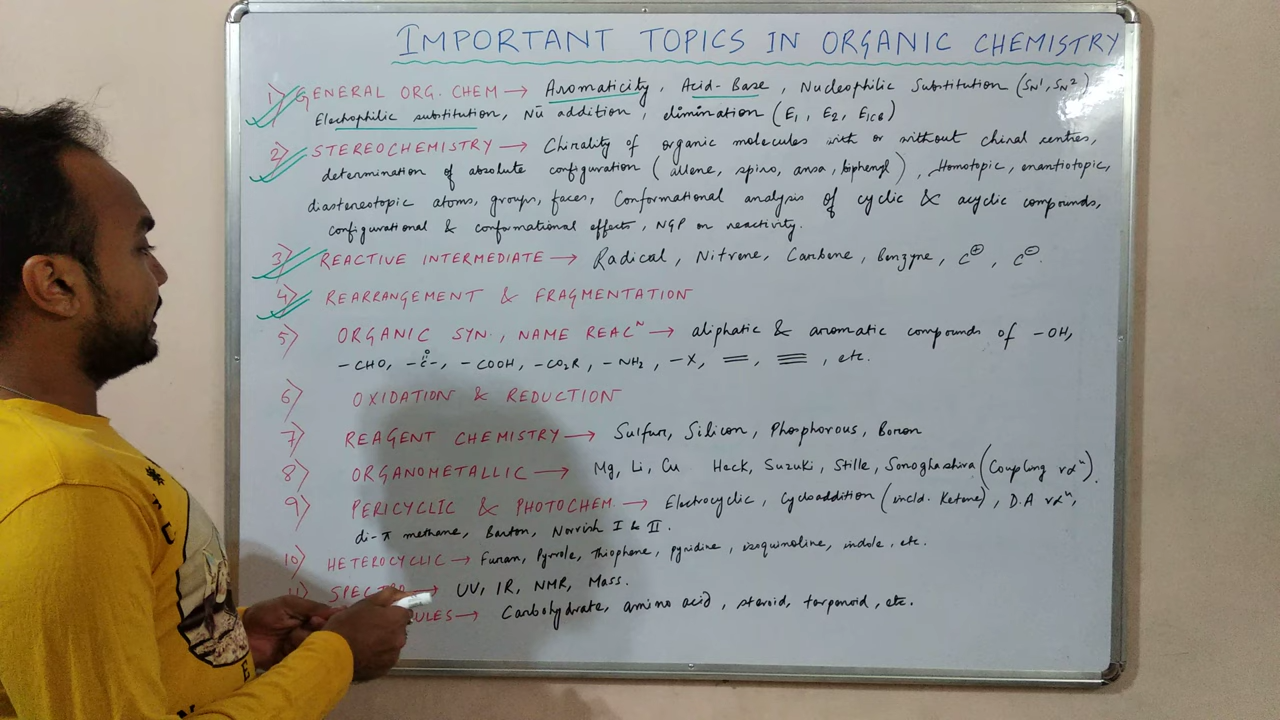 IMPORTANT TOPICS IN ORGANIC CHEMISTRY
1) GENERAL ORG. CHEM → Aromaticity, Acid-Base, Nucleophilic Substitution (SN1, SN2)
Electrophilic substitution, Nū addition, elimination (E1, E2, E1CB)
2) STEREOCHEMISTRY → Chirality of organic molecules with or without chiral centres,
determination of absolute configuration (allene, spiro, ansa, biphenyl), Homotopic, enantiotopic,
diastereotopic atoms, groups, faces, Conformational analysis of cyclic & acyclic compounds,
configurational & conformational effects, NGP on reactivity.
3) REACTIVE INTERMEDIATE → Radical, Nitrene, Carbene, Benzyne, C⊕, C⊖.
4) REARRANGEMENT & FRAGMENTATION
5) ORGANIC SYN., NAME REACᴺ → aliphatic & aromatic compounds of -OH,
-CHO, -C(=O)-, -COOH, -CO2R, -NH2, -X, =, ≡, etc.
6) OXIDATION & REDUCTION
7) REAGENT CHEMISTRY → Sulfur, Silicon, Phosphorous, Boron
8) ORGANOMETALLIC → Mg, Li, Cu Heck, Suzuki, Stille, Sonoghashira (Coupling rxⁿ).
9) PERICYCLIC & PHOTOCHEM → Electrocyclic, Cycloaddition (incld. Ketene), D.A rxⁿ,
di-π methane, Barton, Norrish I & II.
10) HETEROCYCLIC → Furan, Pyrrole, Thiophene, pyridine, isoquinoline, indole, etc.
11) SPECTRO → UV, IR, NMR, Mass.
ULES → Carbohydrate, amino acid, steroid, terpenoid, etc.